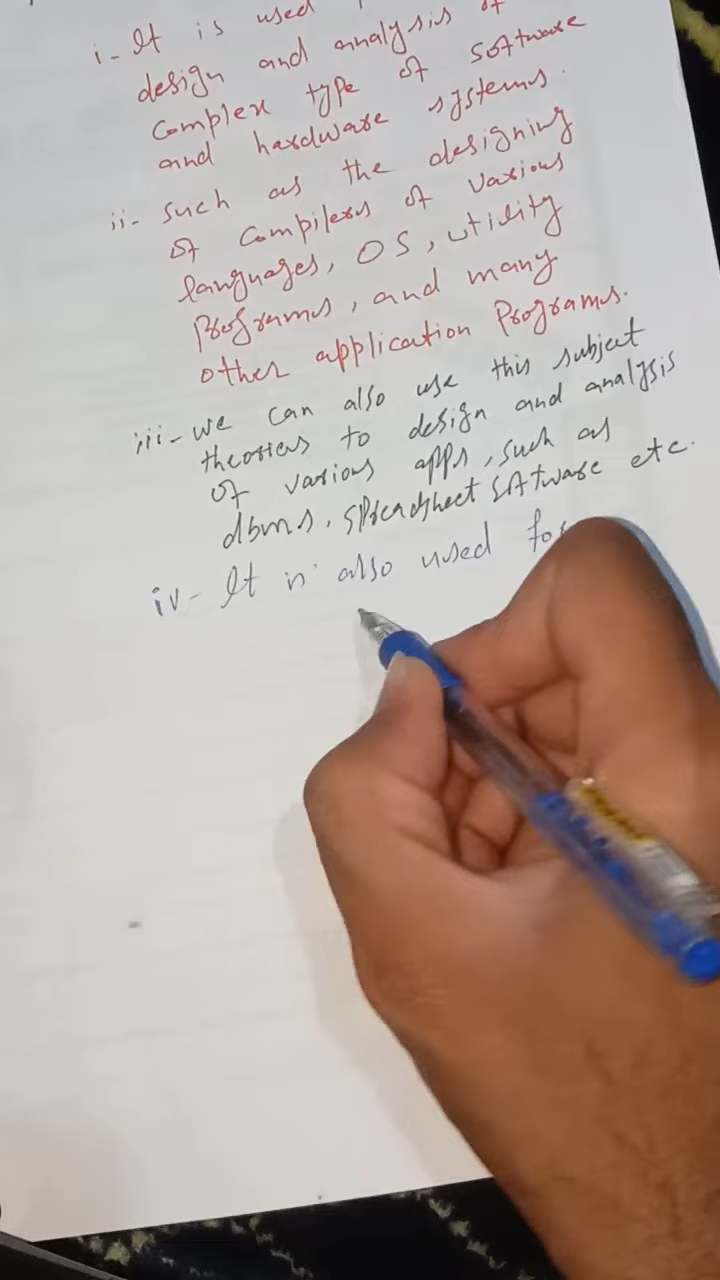 i- It is used
design and analysis of
complex type of software
and hardware systems.
ii- such as the designing
of compilers of various
languages, OS, utility
programs, and many
other application programs.
iii- we can also use this subject
theories to design and analysis
of various apps, such as
dbms, spreadsheet software etc.
iv- It is also used for